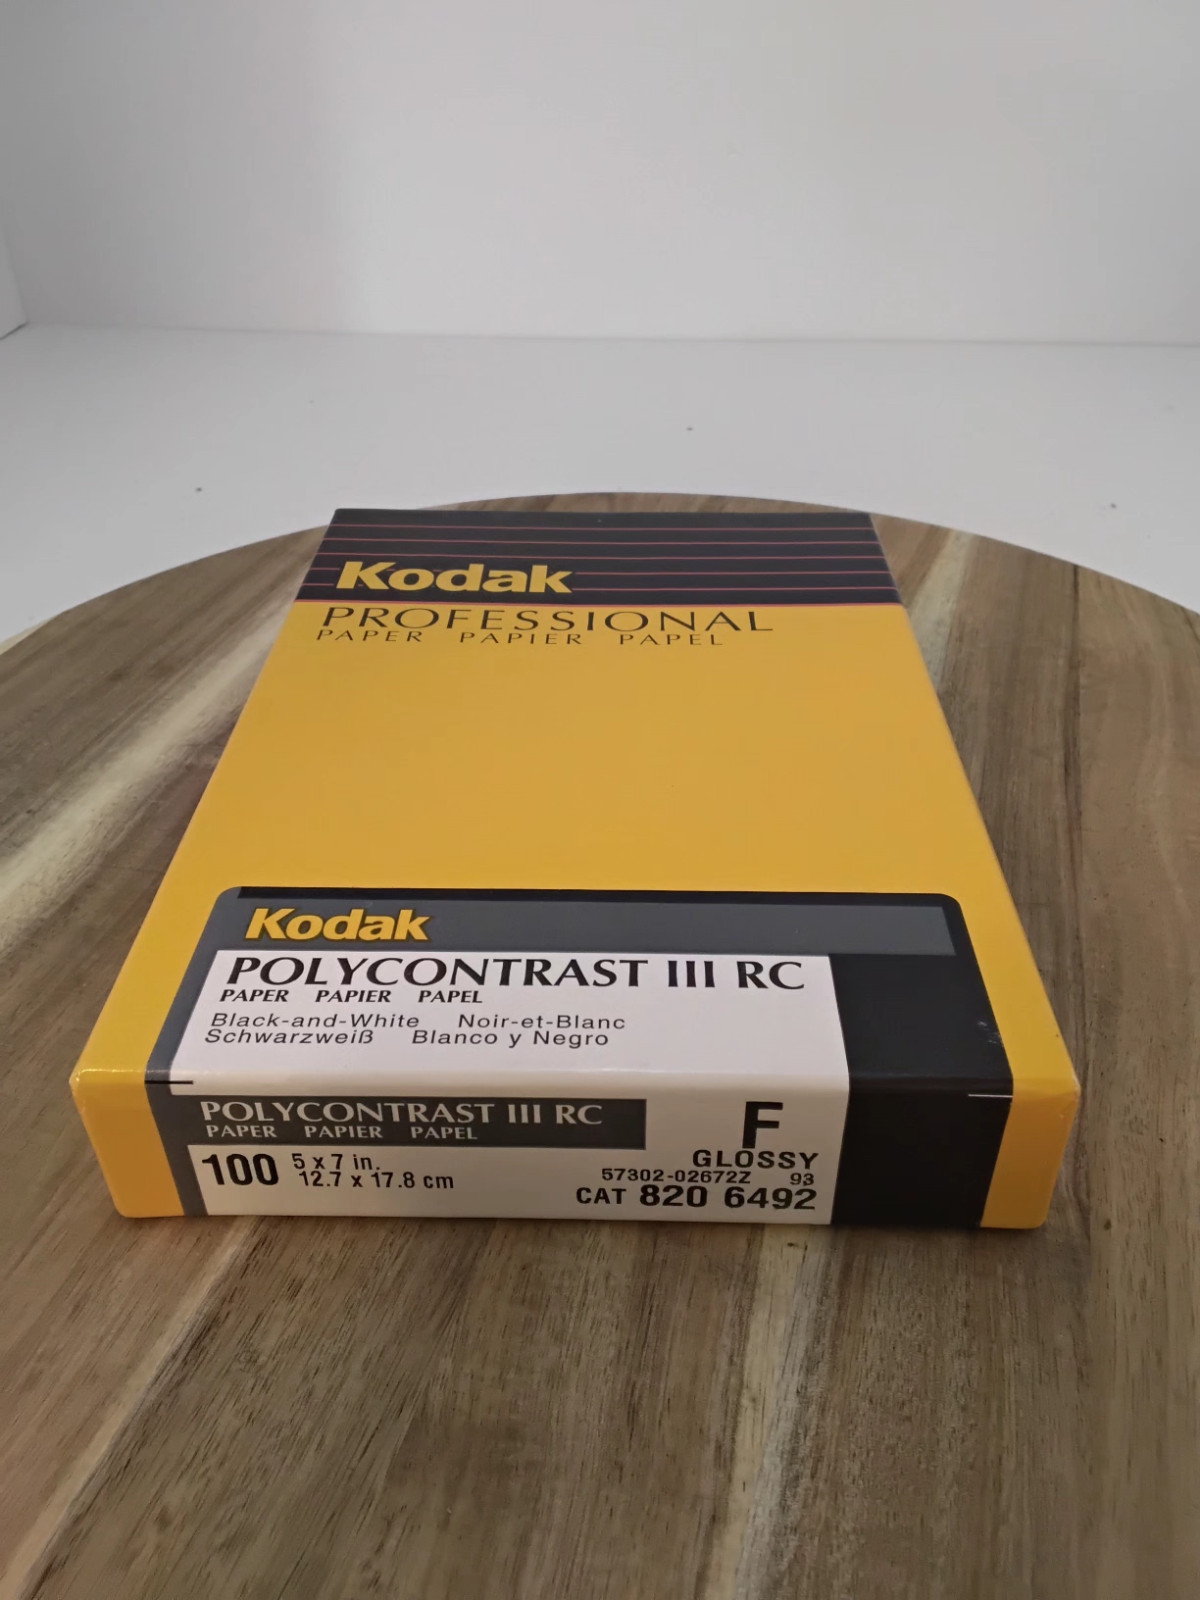 Kodak
PROFESSIONAL
PAPER PAPIER PAPEL
Kodak
POLYCONTRAST III RC
PAPER PAPIER PAPEL
Black-and-White Noir-et-Blanc
Schwarzweiß Blanco y Negro
POLYCONTRAST III RC
PAPER PAPIER PAPEL
F
GLOSSY
100 5 x 7 in.
12.7 x 17.8 cm
57302-02672Z 93
CAT 820 6492